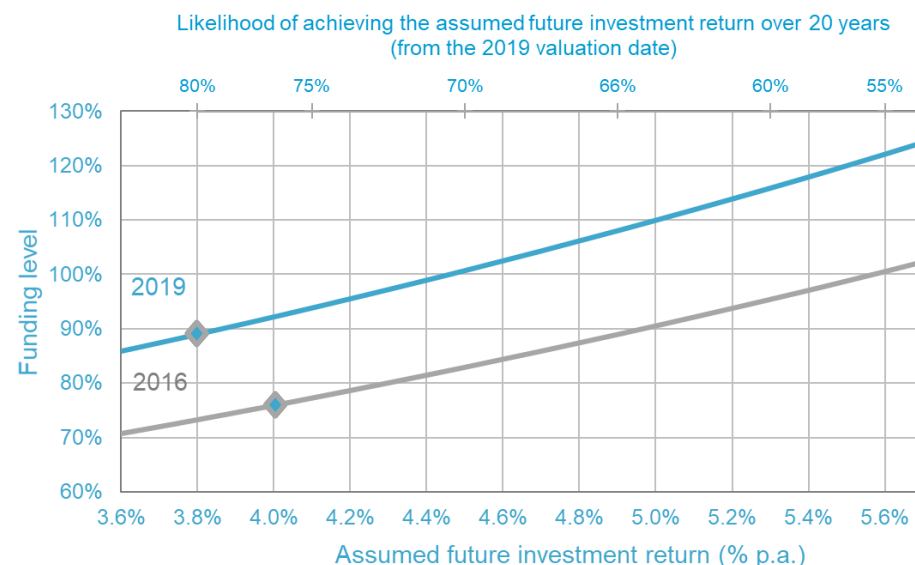 Likelihood of achieving the assumed future investment return over 20 years
(from the 2019 valuation date)
80% 75% 70% 66% 60% 55%
130%
120%
110%
100%
90%
80%
70%
60%
Funding level
2019
2016
3.6% 3.8% 4.0% 4.2% 4.4% 4.6% 4.8% 5.0% 5.2% 5.4% 5.6%
Assumed future investment return (% p.a.)